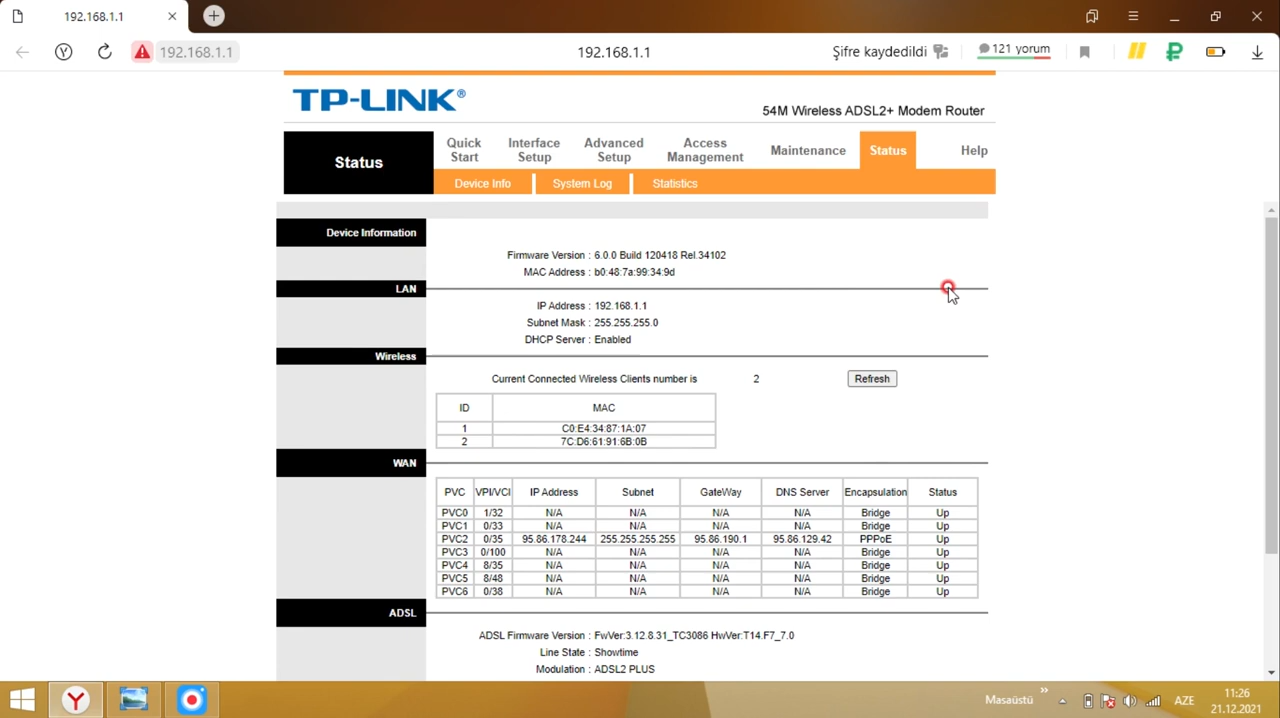 192.168.1.1
192.168.1.1
192.168.1.1
Şifre kaydedildi
121 yorum
TP-LINK®
54M Wireless ADSL2+ Modem Router
Status
Quick Start
Interface Setup
Advanced Setup
Access Management
Maintenance
Status
Help
Device Info
System Log
Statistics
Device Information
Firmware Version : 6.0.0 Build 120418 Rel.34102
MAC Address : b0:48:7a:99:34:9d
LAN
IP Address : 192.168.1.1
Subnet Mask : 255.255.255.0
DHCP Server : Enabled
Wireless
Current Connected Wireless Clients number is 2 Refresh
ID MAC
1 C0:E4:34:87:1A:07
2 7C:D6:61:91:6B:0B
WAN
PVC VPI/VCI IP Address Subnet GateWay DNS Server Encapsulation Status
PVC0 1/32 N/A N/A N/A N/A Bridge Up
PVC1 0/33 N/A N/A N/A N/A Bridge Up
PVC2 0/35 95.86.178.244 255.255.255.255 95.86.190.1 95.86.129.42 PPPoE Up
PVC3 0/100 N/A N/A N/A N/A Bridge Up
PVC4 8/35 N/A N/A N/A N/A Bridge Up
PVC5 8/48 N/A N/A N/A N/A Bridge Up
PVC6 0/38 N/A N/A N/A N/A Bridge Up
ADSL
ADSL Firmware Version : FwVer:3.12.8.31_TC3086 HwVer:T14.F7_7.0
Line State : Showtime
Modulation : ADSL2 PLUS
Masaüstü
AZE
11:26
21.12.2021